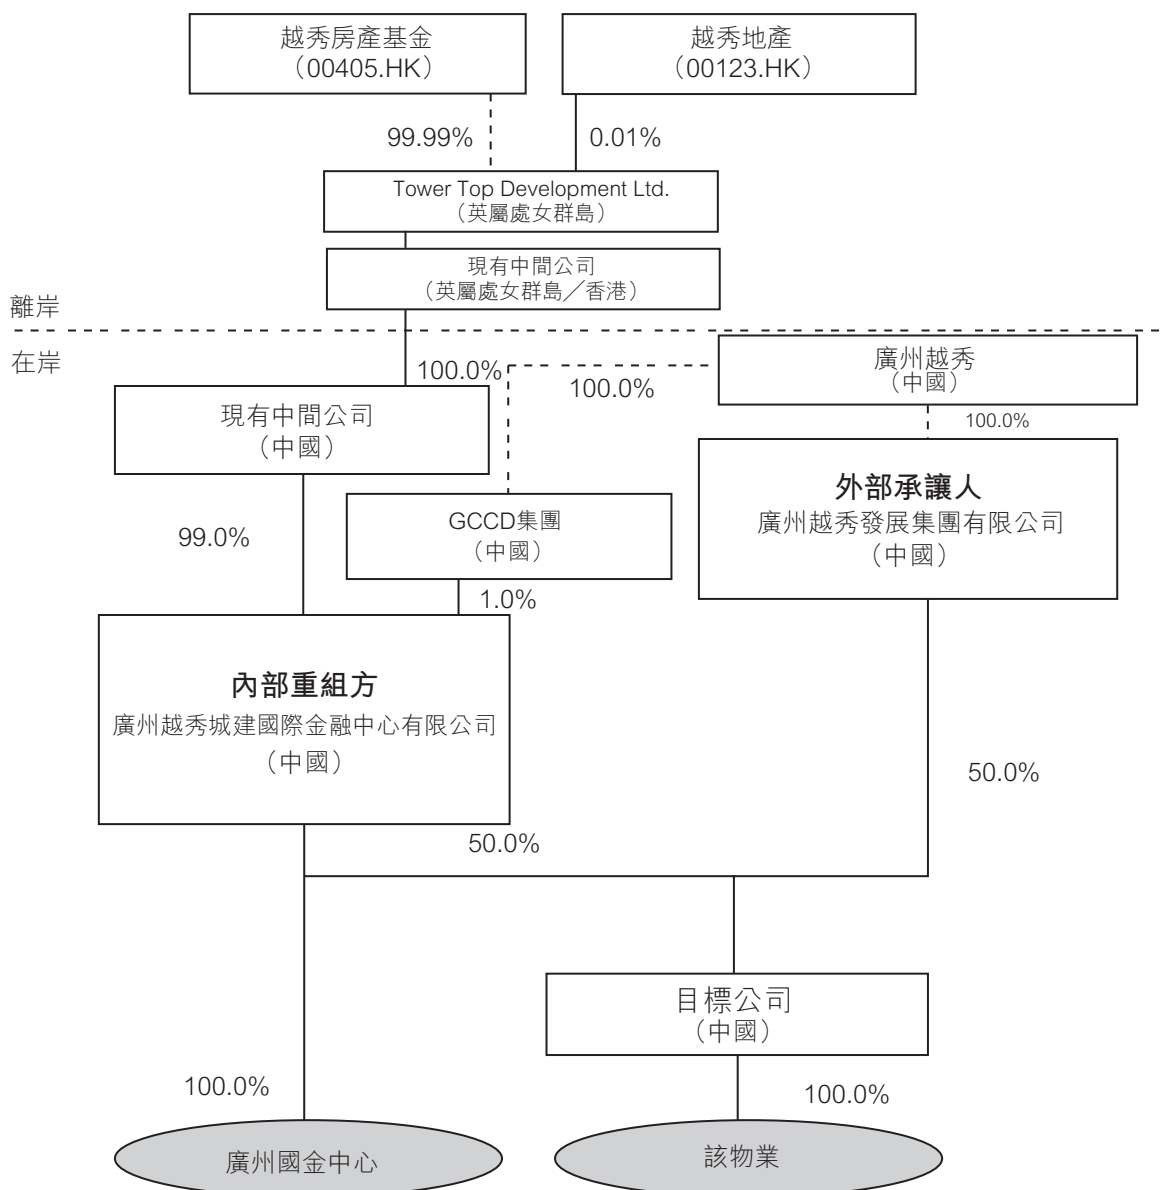 越秀房產基金
（00405.HK）
越秀地產
（00123.HK）
99.99%
0.01%
Tower Top Development Ltd.
（英屬處女群島）
現有中間公司
（英屬處女群島／香港）
離岸
在岸
100.0%
100.0%
廣州越秀
（中國）
100.0%
現有中間公司
（中國）
外部承讓人
廣州越秀發展集團有限公司
（中國）
GCCD集團
（中國）
99.0%
1.0%
內部重組方
廣州越秀城建國際金融中心有限公司
（中國）
50.0%
50.0%
目標公司
（中國）
100.0%
100.0%
廣州國金中心
該物業